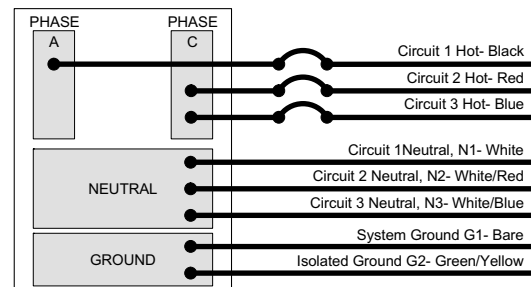 PHASE PHASE
A C
Circuit 1 Hot- Black
Circuit 2 Hot- Red
Circuit 3 Hot- Blue
NEUTRAL
Circuit 1Neutral, N1- White
Circuit 2 Neutral, N2- White/Red
Circuit 3 Neutral, N3- White/Blue
GROUND
System Ground G1- Bare
Isolated Ground G2- Green/Yellow